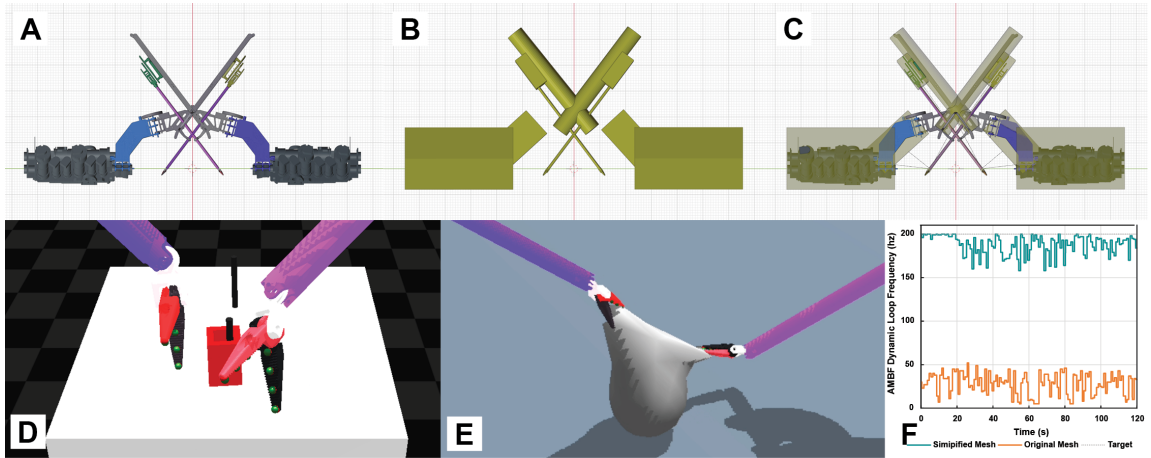 A
B
C
D
E
AMBF Dynamic Loop Frequency (hz)
200
150
100
50
0
0 20 40 60 80 100 120
Time (s)
F
Simipified Mesh Original Mesh Target